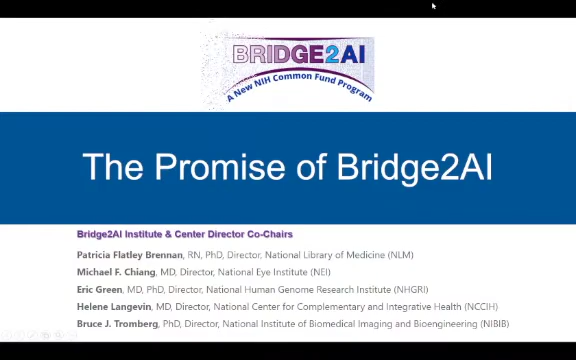 BRIDGE2AI
A New NIH Common Fund Program
The Promise of Bridge2AI
Bridge2AI Institute & Center Director Co-Chairs
Patricia Flatley Brennan, RN, PhD, Director, National Library of Medicine (NLM)
Michael F. Chiang, MD, Director, National Eye Institute (NEI)
Eric Green, MD, PhD, Director, National Human Genome Research Institute (NHGRI)
Helene Langevin, MD, Director, National Center for Complementary and Integrative Health (NCCIH)
Bruce J. Tromberg, PhD, Director, National Institute of Biomedical Imaging and Bioengineering (NIBIB)